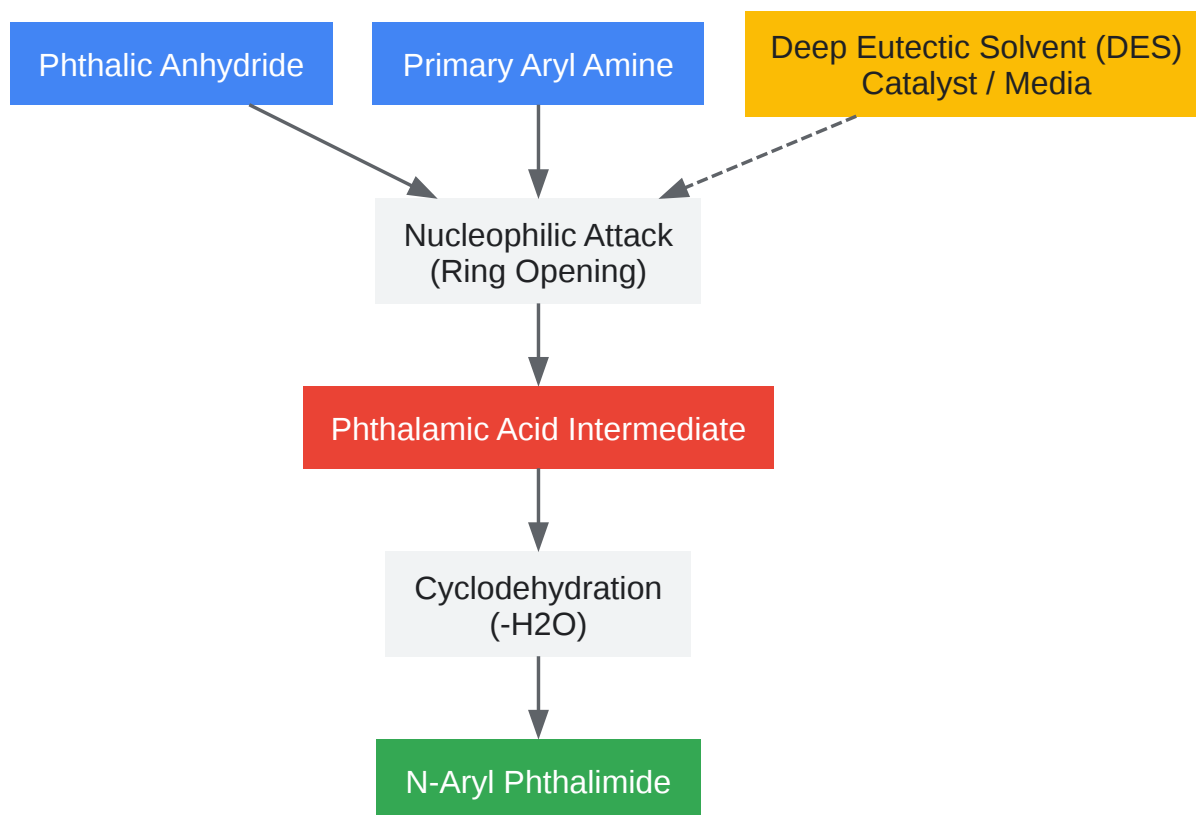 Phthalic Anhydride
Primary Aryl Amine
Deep Eutectic Solvent (DES)
Catalyst / Media
Nucleophilic Attack
(Ring Opening)
Phthalamic Acid Intermediate
Cyclodehydration
(-H2O)
N-Aryl Phthalimide